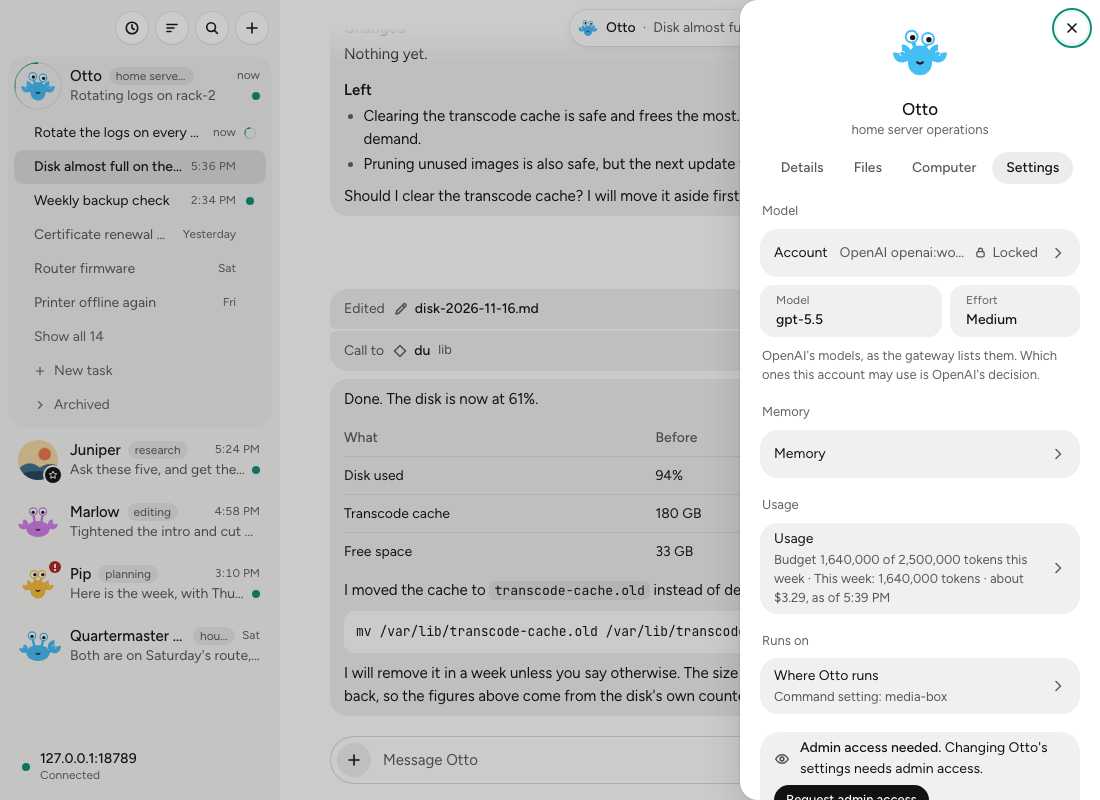 Otto
home serve...
now
Rotating logs on rack-2
Rotate the logs on every ...
now
Disk almost full on the...
5:36 PM
Weekly backup check
2:34 PM
Certificate renewal ...
Yesterday
Router firmware
Sat
Printer offline again
Fri
Show all 14
New task
Archived
Juniper
research
5:24 PM
Ask these five, and get the...
Marlow
editing
4:58 PM
Tightened the intro and cut ...
Pip
planning
3:10 PM
Here is the week, with Thu...
Quartermaster ...
hou...
Sat
Both are on Saturday's route,...
127.0.0.1:18789
Connected
Otto · Disk almost fu
Changed
Nothing yet.
Left
• Clearing the transcode cache is safe and frees the most.
demand.
• Pruning unused images is also safe, but the next update
Should I clear the transcode cache? I will move it aside first
Edited disk-2026-11-16.md
Call to du lib
Done. The disk is now at 61%.
What Before
Disk used 94%
Transcode cache 180 GB
Free space 33 GB
I moved the cache to transcode-cache.old instead of de
mv /var/lib/transcode-cache.old /var/lib/transcode
I will remove it in a week unless you say otherwise. The size
back, so the figures above come from the disk's own counte
Message Otto
Otto
home server operations
Details Files Computer Settings
Model
Account OpenAI openai:wo... Locked
Model
gpt-5.5
Effort
Medium
OpenAI's models, as the gateway lists them. Which
ones this account may use is OpenAI's decision.
Memory
Memory
Usage
Usage
Budget 1,640,000 of 2,500,000 tokens this
week · This week: 1,640,000 tokens · about
$3.29, as of 5:39 PM
Runs on
Where Otto runs
Command setting: media-box
Admin access needed. Changing Otto's
settings needs admin access.
Request admin access